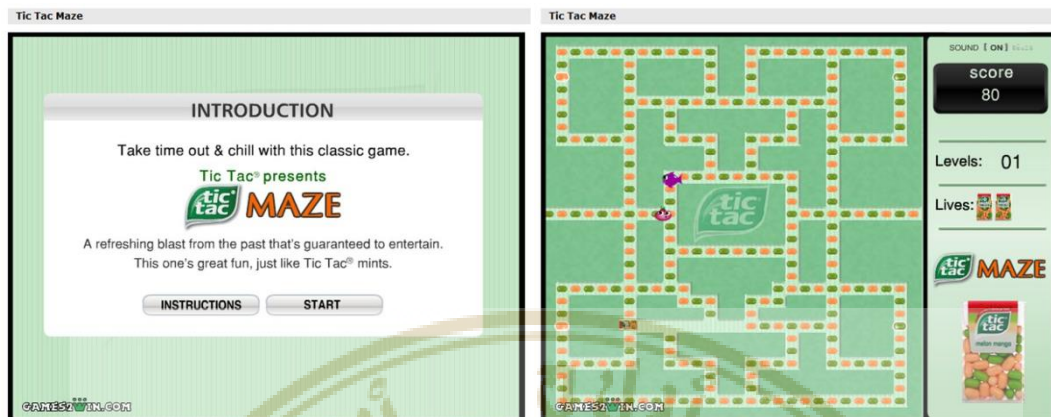 Tic Tac Maze
INTRODUCTION
Take time out & chill with this classic game.
Tic Tac® presents
tic tac MAZE
A refreshing blast from the past that's guaranteed to entertain.
This one's great fun, just like Tic Tac® mints.
INSTRUCTIONS
START
GAMES2WIN.COM
Tic Tac Maze
tic tac
GAMES2WIN.COM
SOUND [ ON ]
score
80
Levels: 01
Lives:
tic tac MAZE
tic tac
melon mango